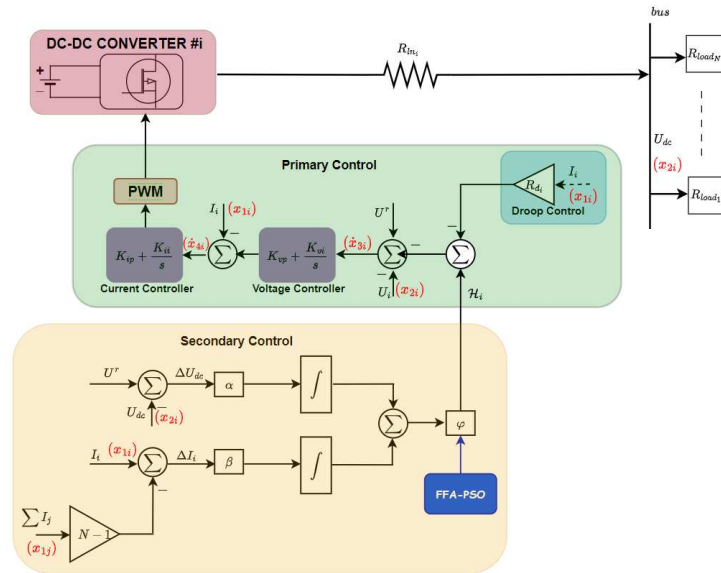 bus
DC-DC CONVERTER #i
+
−
R_{ln_i}
R_{load_N}
U_{dc}
(x_{2i})
R_{load_1}
Primary Control
PWM
I_i (x_{1i})
U^r
R_{d_i}
I_i
(x_{1i})
Droop Control
−
−
−
−
K_{ip} + K_{ii}/s
(ẋ_{4i})
∑
K_{vp} + K_{vi}/s
(ẋ_{3i})
∑
∑
Current Controller
Voltage Controller
U_i (x_{2i})
ℋ_i
Secondary Control
U^r
∑
ΔU_{dc}
α
∫
U_{dc}
−
(x_{2i})
∑
φ
I_i (x_{1i})
∑
ΔI_i
β
∫
−
FFA-PSO
∑ I_j
(x_{1j})
N − 1